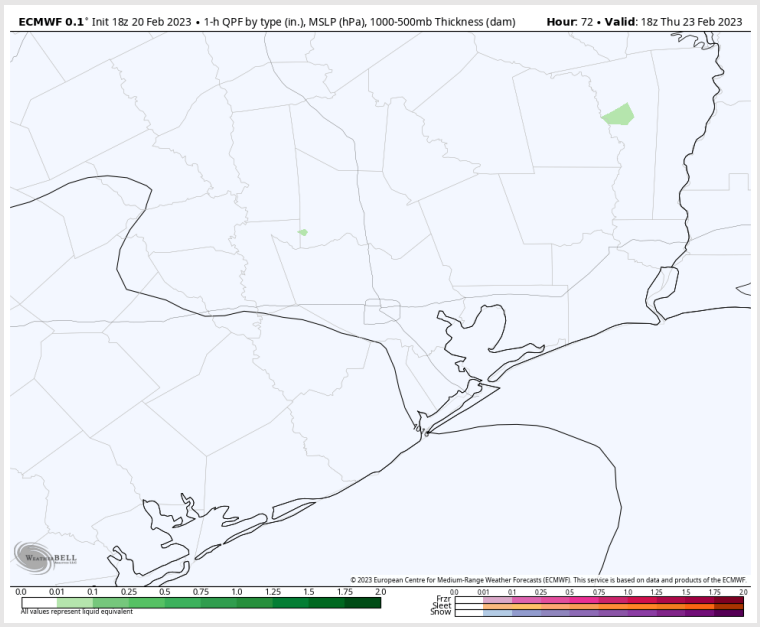 ECMWF 0.1° Init 18z 20 Feb 2023 • 1-h QPF by type (in.), MSLP (hPa), 1000-500mb Thickness (dam) Hour: 72 • Valid: 18z Thu 23 Feb 2023
WEATHERBELL
© 2023 European Centre for Medium-Range Weather Forecasts (ECMWF). This service is based on data and products of the ECMWF.
0.0 0.01 0.1 0.25 0.5 0.75 1.0 1.25 1.5 1.75 2.0
All values represent liquid equivalent
0.0 0.01 0.1 0.25 0.5 0.75 1.0 1.25 1.5 1.75 2.0
Frzr
Sleet
Snow